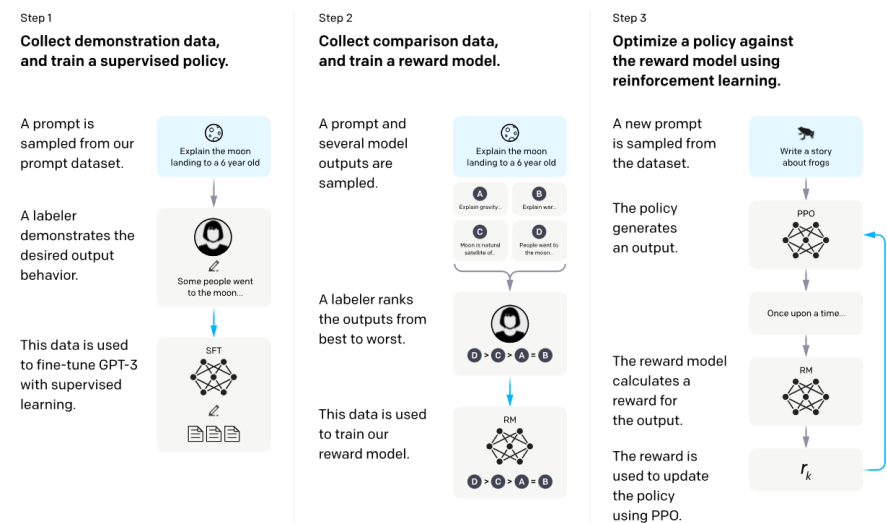 Step 1
Collect demonstration data,
and train a supervised policy.
A prompt is
sampled from our
prompt dataset.
Explain the moon
landing to a 6 year old
A labeler
demonstrates the
desired output
behavior.
Some people went
to the moon...
This data is used
to fine-tune GPT-3
with supervised
learning.
SFT
Step 2
Collect comparison data,
and train a reward model.
A prompt and
several model
outputs are
sampled.
Explain the moon
landing to a 6 year old
A
Explain gravity...
B
Explain war...
C
Moon is natural
satellite of...
D
People went to
the moon...
A labeler ranks
the outputs from
best to worst.
D > C > A = B
This data is used
to train our
reward model.
RM
D > C > A = B
Step 3
Optimize a policy against
the reward model using
reinforcement learning.
A new prompt
is sampled from
the dataset.
Write a story
about frogs
The policy
generates
an output.
PPO
Once upon a time...
The reward model
calculates a
reward for
the output.
RM
The reward is
used to update
the policy
using PPO.
r_k